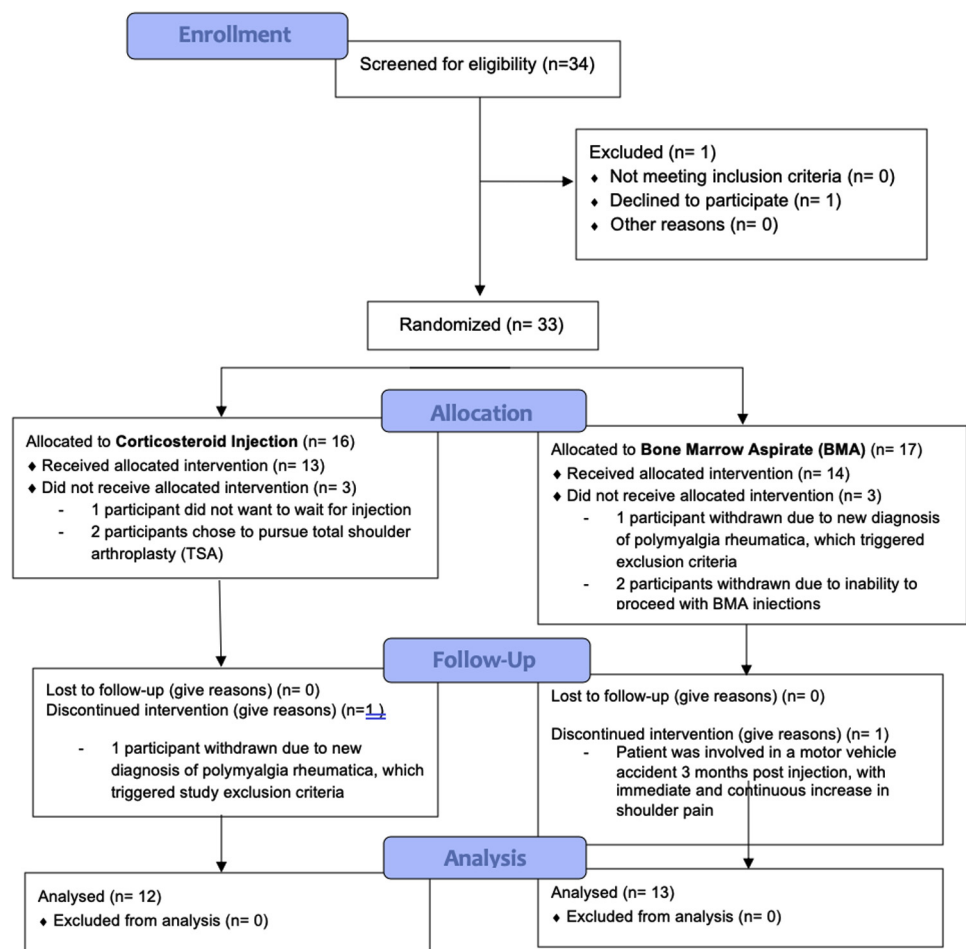 Enrollment
Screened for eligibility (n=34)
Excluded (n= 1)
♦ Not meeting inclusion criteria (n= 0)
♦ Declined to participate (n= 1)
♦ Other reasons (n= 0)
Randomized (n= 33)
Allocation
Allocated to Corticosteroid Injection (n= 16)
♦ Received allocated intervention (n= 13)
♦ Did not receive allocated intervention (n= 3)
- 1 participant did not want to wait for injection
- 2 participants chose to pursue total shoulder
arthroplasty (TSA)
Allocated to Bone Marrow Aspirate (BMA) (n= 17)
♦ Received allocated intervention (n= 14)
♦ Did not receive allocated intervention (n= 3)
- 1 participant withdrawn due to new diagnosis
of polymyalgia rheumatica, which triggered
exclusion criteria
- 2 participants withdrawn due to inability to
proceed with BMA injections
Follow-Up
Lost to follow-up (give reasons) (n= 0)
Discontinued intervention (give reasons) (n=1 )
- 1 participant withdrawn due to new
diagnosis of polymyalgia rheumatica, which
triggered study exclusion criteria
Lost to follow-up (give reasons) (n= 0)
Discontinued intervention (give reasons) (n= 1)
- Patient was involved in a motor vehicle
accident 3 months post injection, with
immediate and continuous increase in
shoulder pain
Analysis
Analysed (n= 12)
♦ Excluded from analysis (n= 0)
Analysed (n= 13)
♦ Excluded from analysis (n= 0)